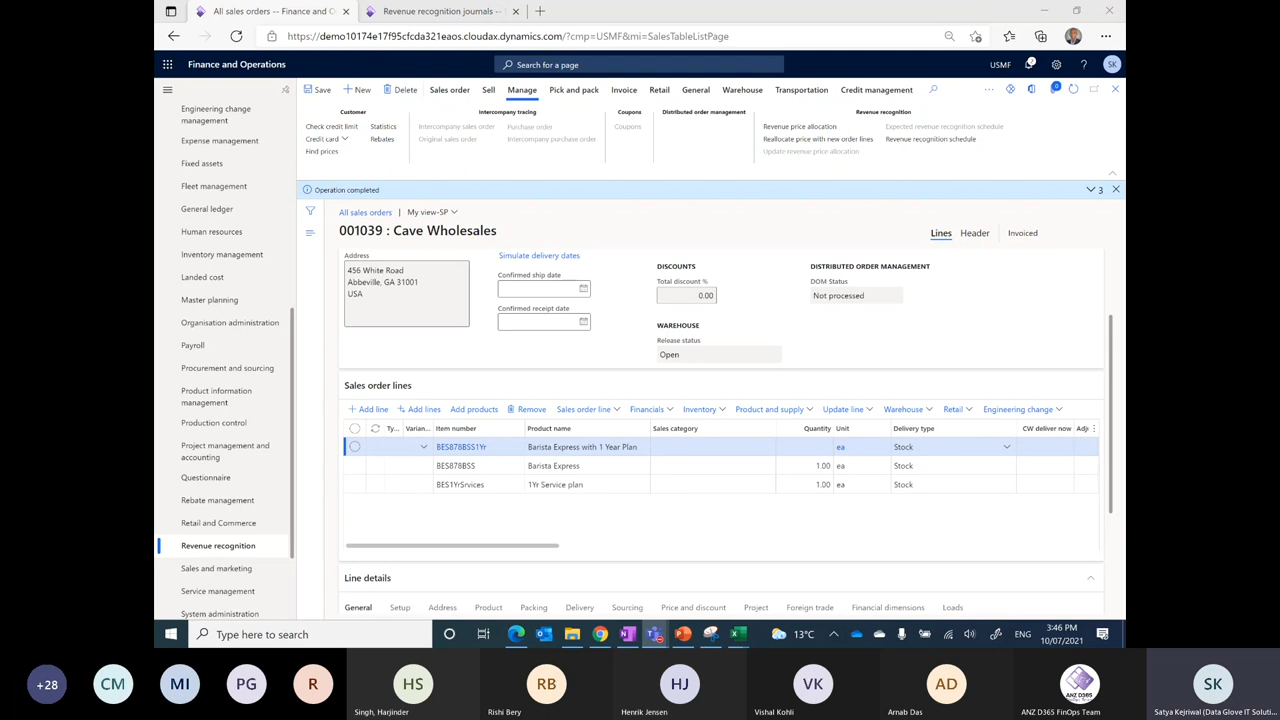 All sales orders -- Finance and O
Revenue recognition journals --
https://demo10174e17f95cfcda321eaos.cloudax.dynamics.com/?cmp=USMF&mi=SalesTableListPage
Finance and Operations
Search for a page
USMF
SK
Save
New
Delete
Sales order
Sell
Manage
Pick and pack
Invoice
Retail
General
Warehouse
Transportation
Credit management
0
Customer
Intercompany tracing
Coupons
Distributed order management
Revenue recognition
Check credit limit
Statistics
Intercompany sales order
Purchase order
Coupons
Revenue price allocation
Expected revenue recognition schedule
Credit card
Rebates
Original sales order
Intercompany purchase order
Reallocate price with new order lines
Revenue recognition schedule
Find prices
Update revenue price allocation
Operation completed
3
Engineering change
management
Expense management
Fixed assets
Fleet management
General ledger
Human resources
Inventory management
Landed cost
Master planning
Organisation administration
Payroll
Procurement and sourcing
Product information
management
Production control
Project management and
accounting
Questionnaire
Rebate management
Retail and Commerce
Revenue recognition
Sales and marketing
Service management
System administration
All sales orders | My view-SP
001039 : Cave Wholesales
Lines
Header
Invoiced
Address
456 White Road
Abbeville, GA 31001
USA
Simulate delivery dates
Confirmed ship date
Confirmed receipt date
DISCOUNTS
Total discount %
0.00
WAREHOUSE
Release status
Open
DISTRIBUTED ORDER MANAGEMENT
DOM Status
Not processed
Sales order lines
Add line
Add lines
Add products
Remove
Sales order line
Financials
Inventory
Product and supply
Update line
Warehouse
Retail
Engineering change
Ty...
Varian...
Item number
Product name
Sales category
Quantity
Unit
Delivery type
CW deliver now
Adj
BES878BSS1Yr
Barista Express with 1 Year Plan
ea
Stock
BES878BSS
Barista Express
1.00
ea
Stock
BES1YrSrvices
1Yr Service plan
1.00
ea
Stock
Line details
General
Setup
Address
Product
Packing
Delivery
Sourcing
Price and discount
Project
Foreign trade
Financial dimensions
Loads
Type here to search
13°C
ENG
3:46 PM
10/07/2021
+28
CM
MI
PG
R
HS
Singh, Harjinder
RB
Rishi Bery
HJ
Henrik Jensen
VK
Vishal Kohli
AD
Arnab Das
ANZ D365
ANZ D365 FinOps Team
SK
Satya Kejriwal (Data Glove IT Soluti...